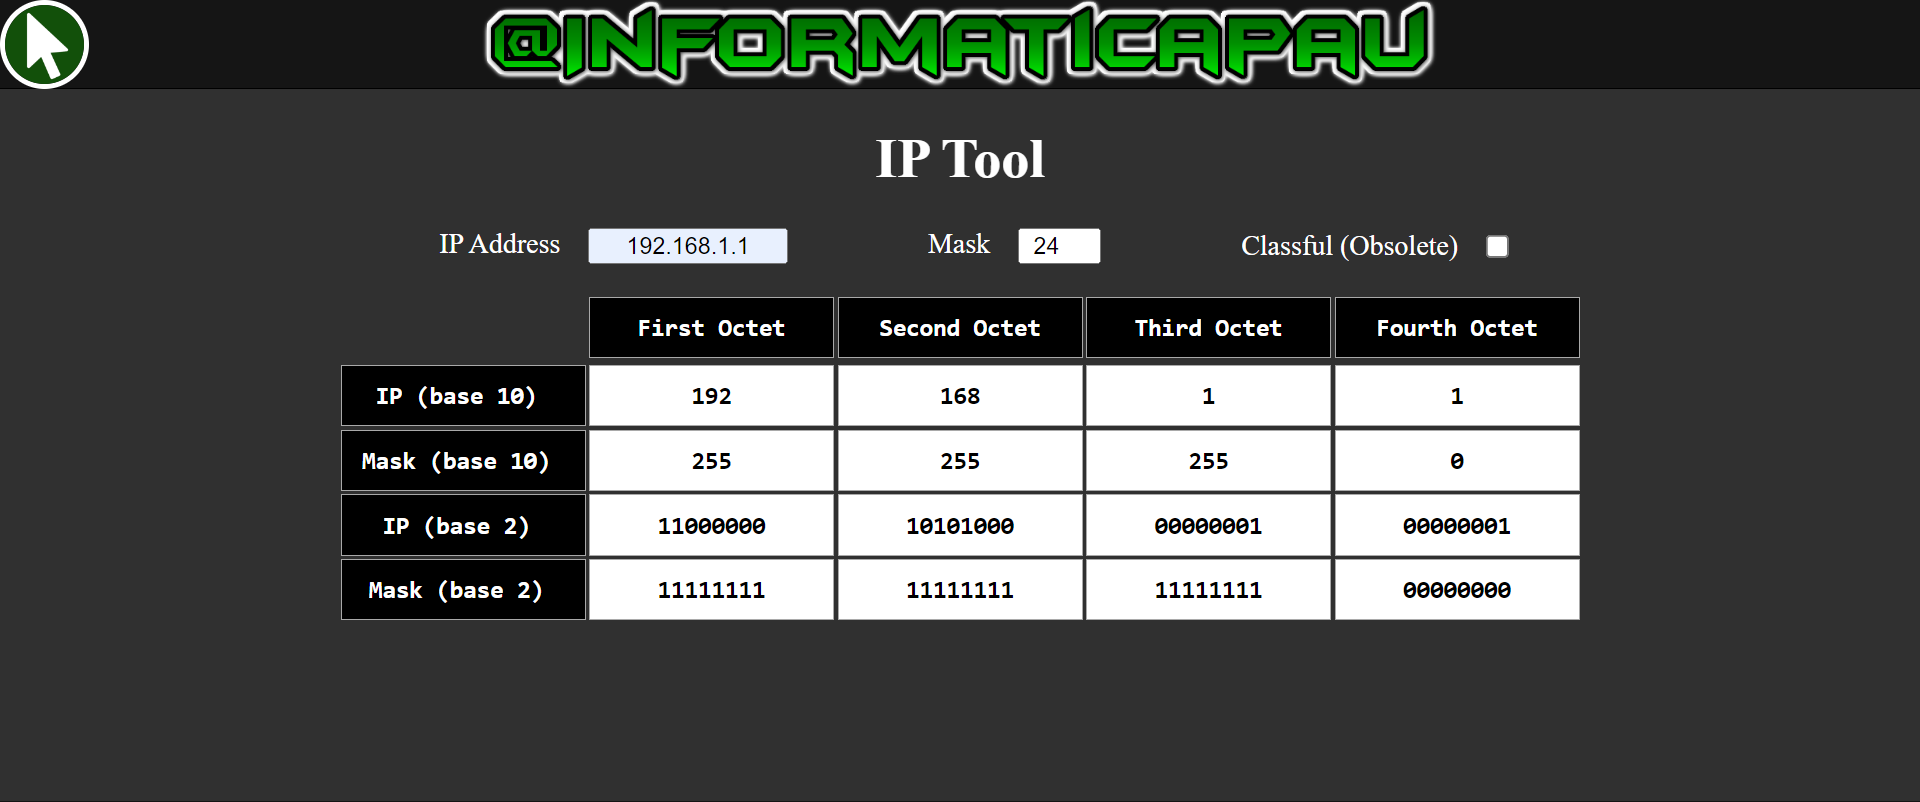 @INFORMATICAPAU
IP Tool
IP Address 192.168.1.1 Mask 24 Classful (Obsolete)
First Octet Second Octet Third Octet Fourth Octet
IP (base 10) 192 168 1 1
Mask (base 10) 255 255 255 0
IP (base 2) 11000000 10101000 00000001 00000001
Mask (base 2) 11111111 11111111 11111111 00000000